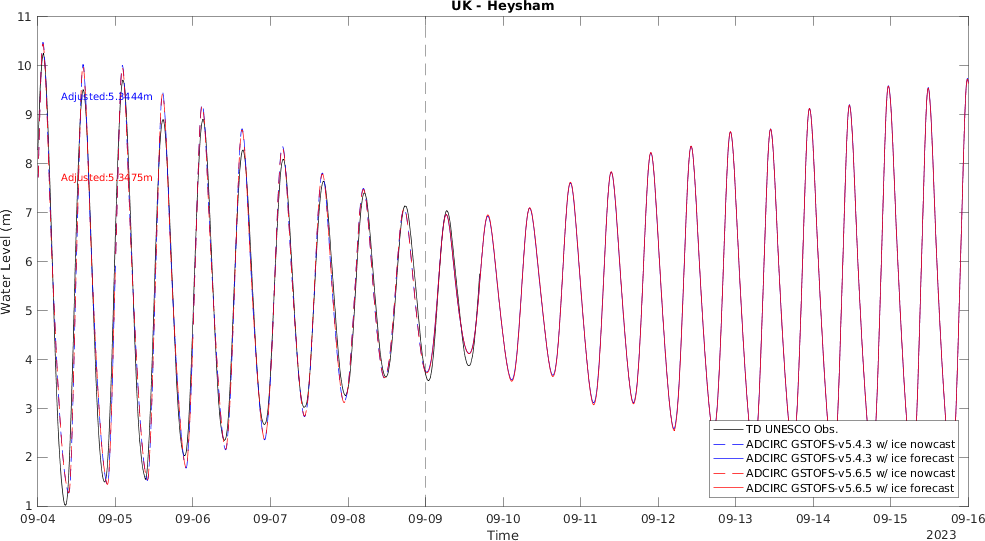 UK - Heysham
11
10
9
8
7
6
5
4
3
2
1
Water Level (m)
Adjusted:5.3444m
Adjusted:5.3475m
TD UNESCO Obs.
ADCIRC GSTOFS-v5.4.3 w/ ice nowcast
ADCIRC GSTOFS-v5.4.3 w/ ice forecast
ADCIRC GSTOFS-v5.6.5 w/ ice nowcast
ADCIRC GSTOFS-v5.6.5 w/ ice forecast
09-04 09-05 09-06 09-07 09-08 09-09 09-10 09-11 09-12 09-13 09-14 09-15 09-16
Time
2023